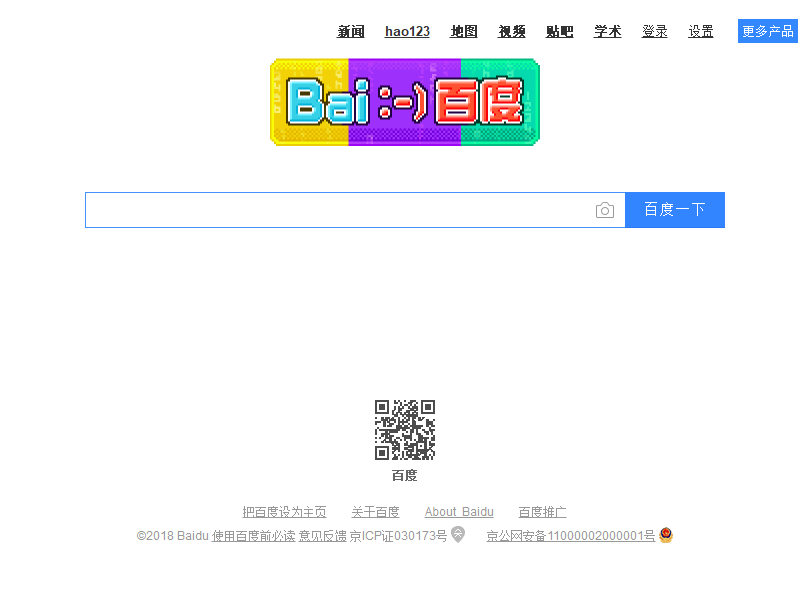 新闻 hao123 地图 视频 贴吧 学术 登录 设置 更多产品
Bai :-) 百度
百度一下
百度
把百度设为主页 关于百度 About Baidu 百度推广
©2018 Baidu 使用百度前必读 意见反馈 京ICP证030173号 京公网安备11000002000001号